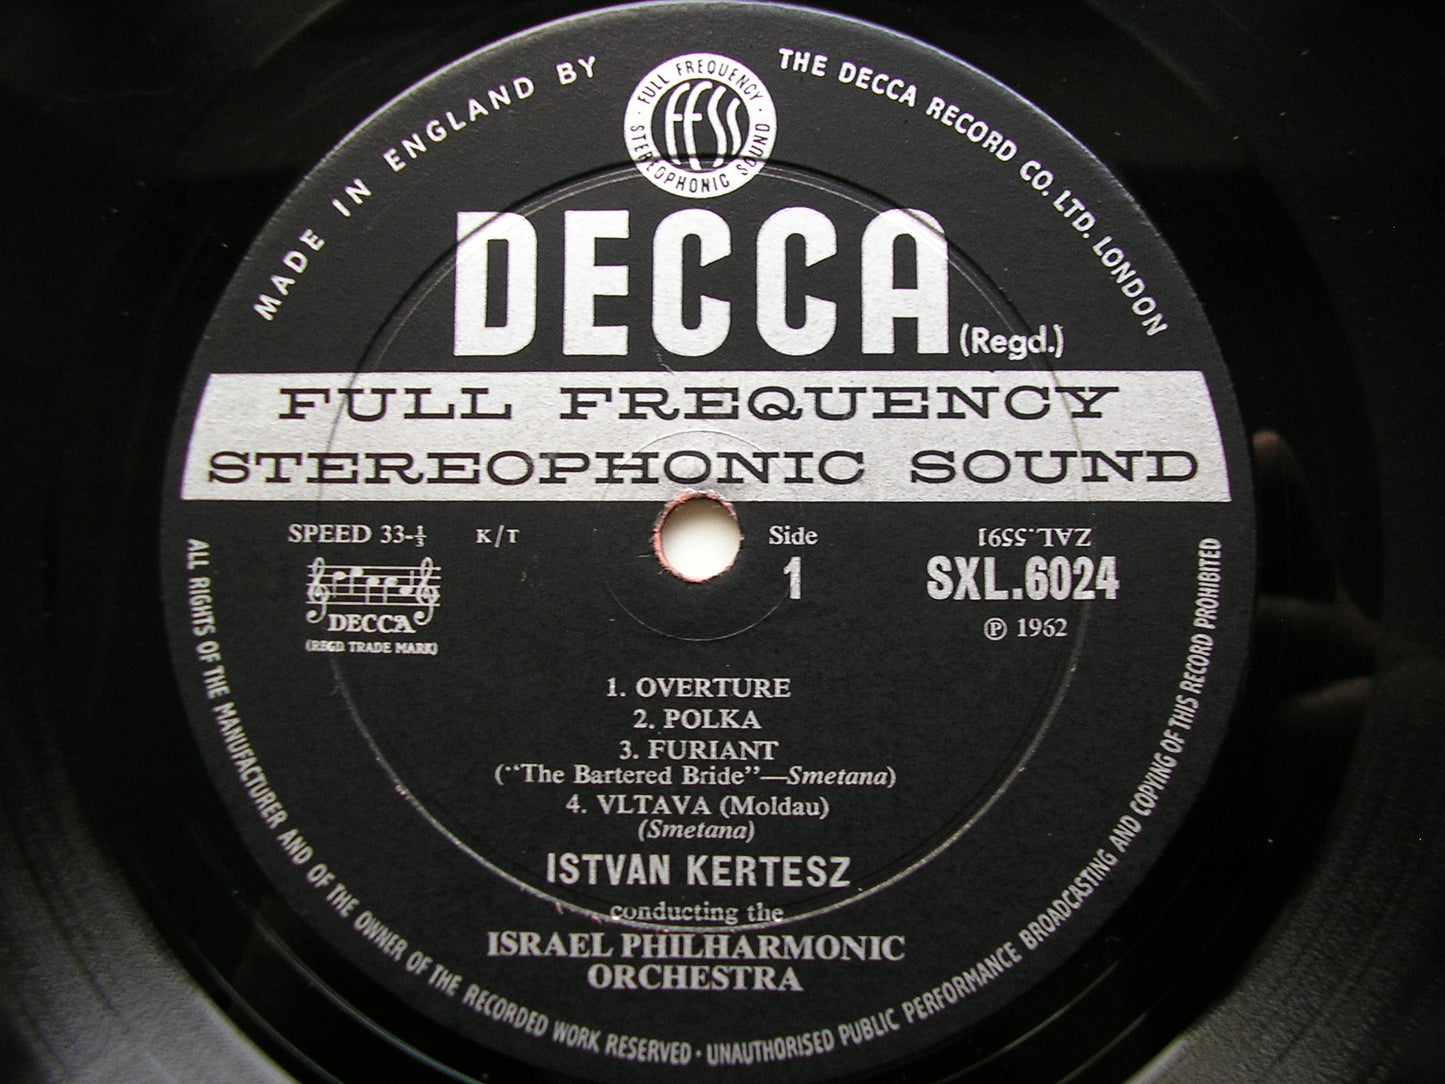 MADE IN ENGLAND BY
THE DECCA RECORD CO. LTD. LONDON
· FULL FREQUENCY ·
STEREOPHONIC SOUND
FFSS
DECCA
(Regd.)
FULL FREQUENCY
STEREOPHONIC SOUND
SPEED 33-⅓
K/T
Side
1
ZAL.5591
SXL.6024
℗ 1962
DECCA
(REGD TRADE MARK)
1. OVERTURE
2. POLKA
3. FURIANT
("The Bartered Bride"—Smetana)
4. VLTAVA (Moldau)
(Smetana)
ISTVAN KERTESZ
conducting the
ISRAEL PHILHARMONIC
ORCHESTRA
ALL RIGHTS OF THE MANUFACTURER AND OF THE OWNER OF THE RECORDED WORK RESERVED · UNAUTHORISED PUBLIC PERFORMANCE BROADCASTING AND COPYING OF THIS RECORD PROHIBITED